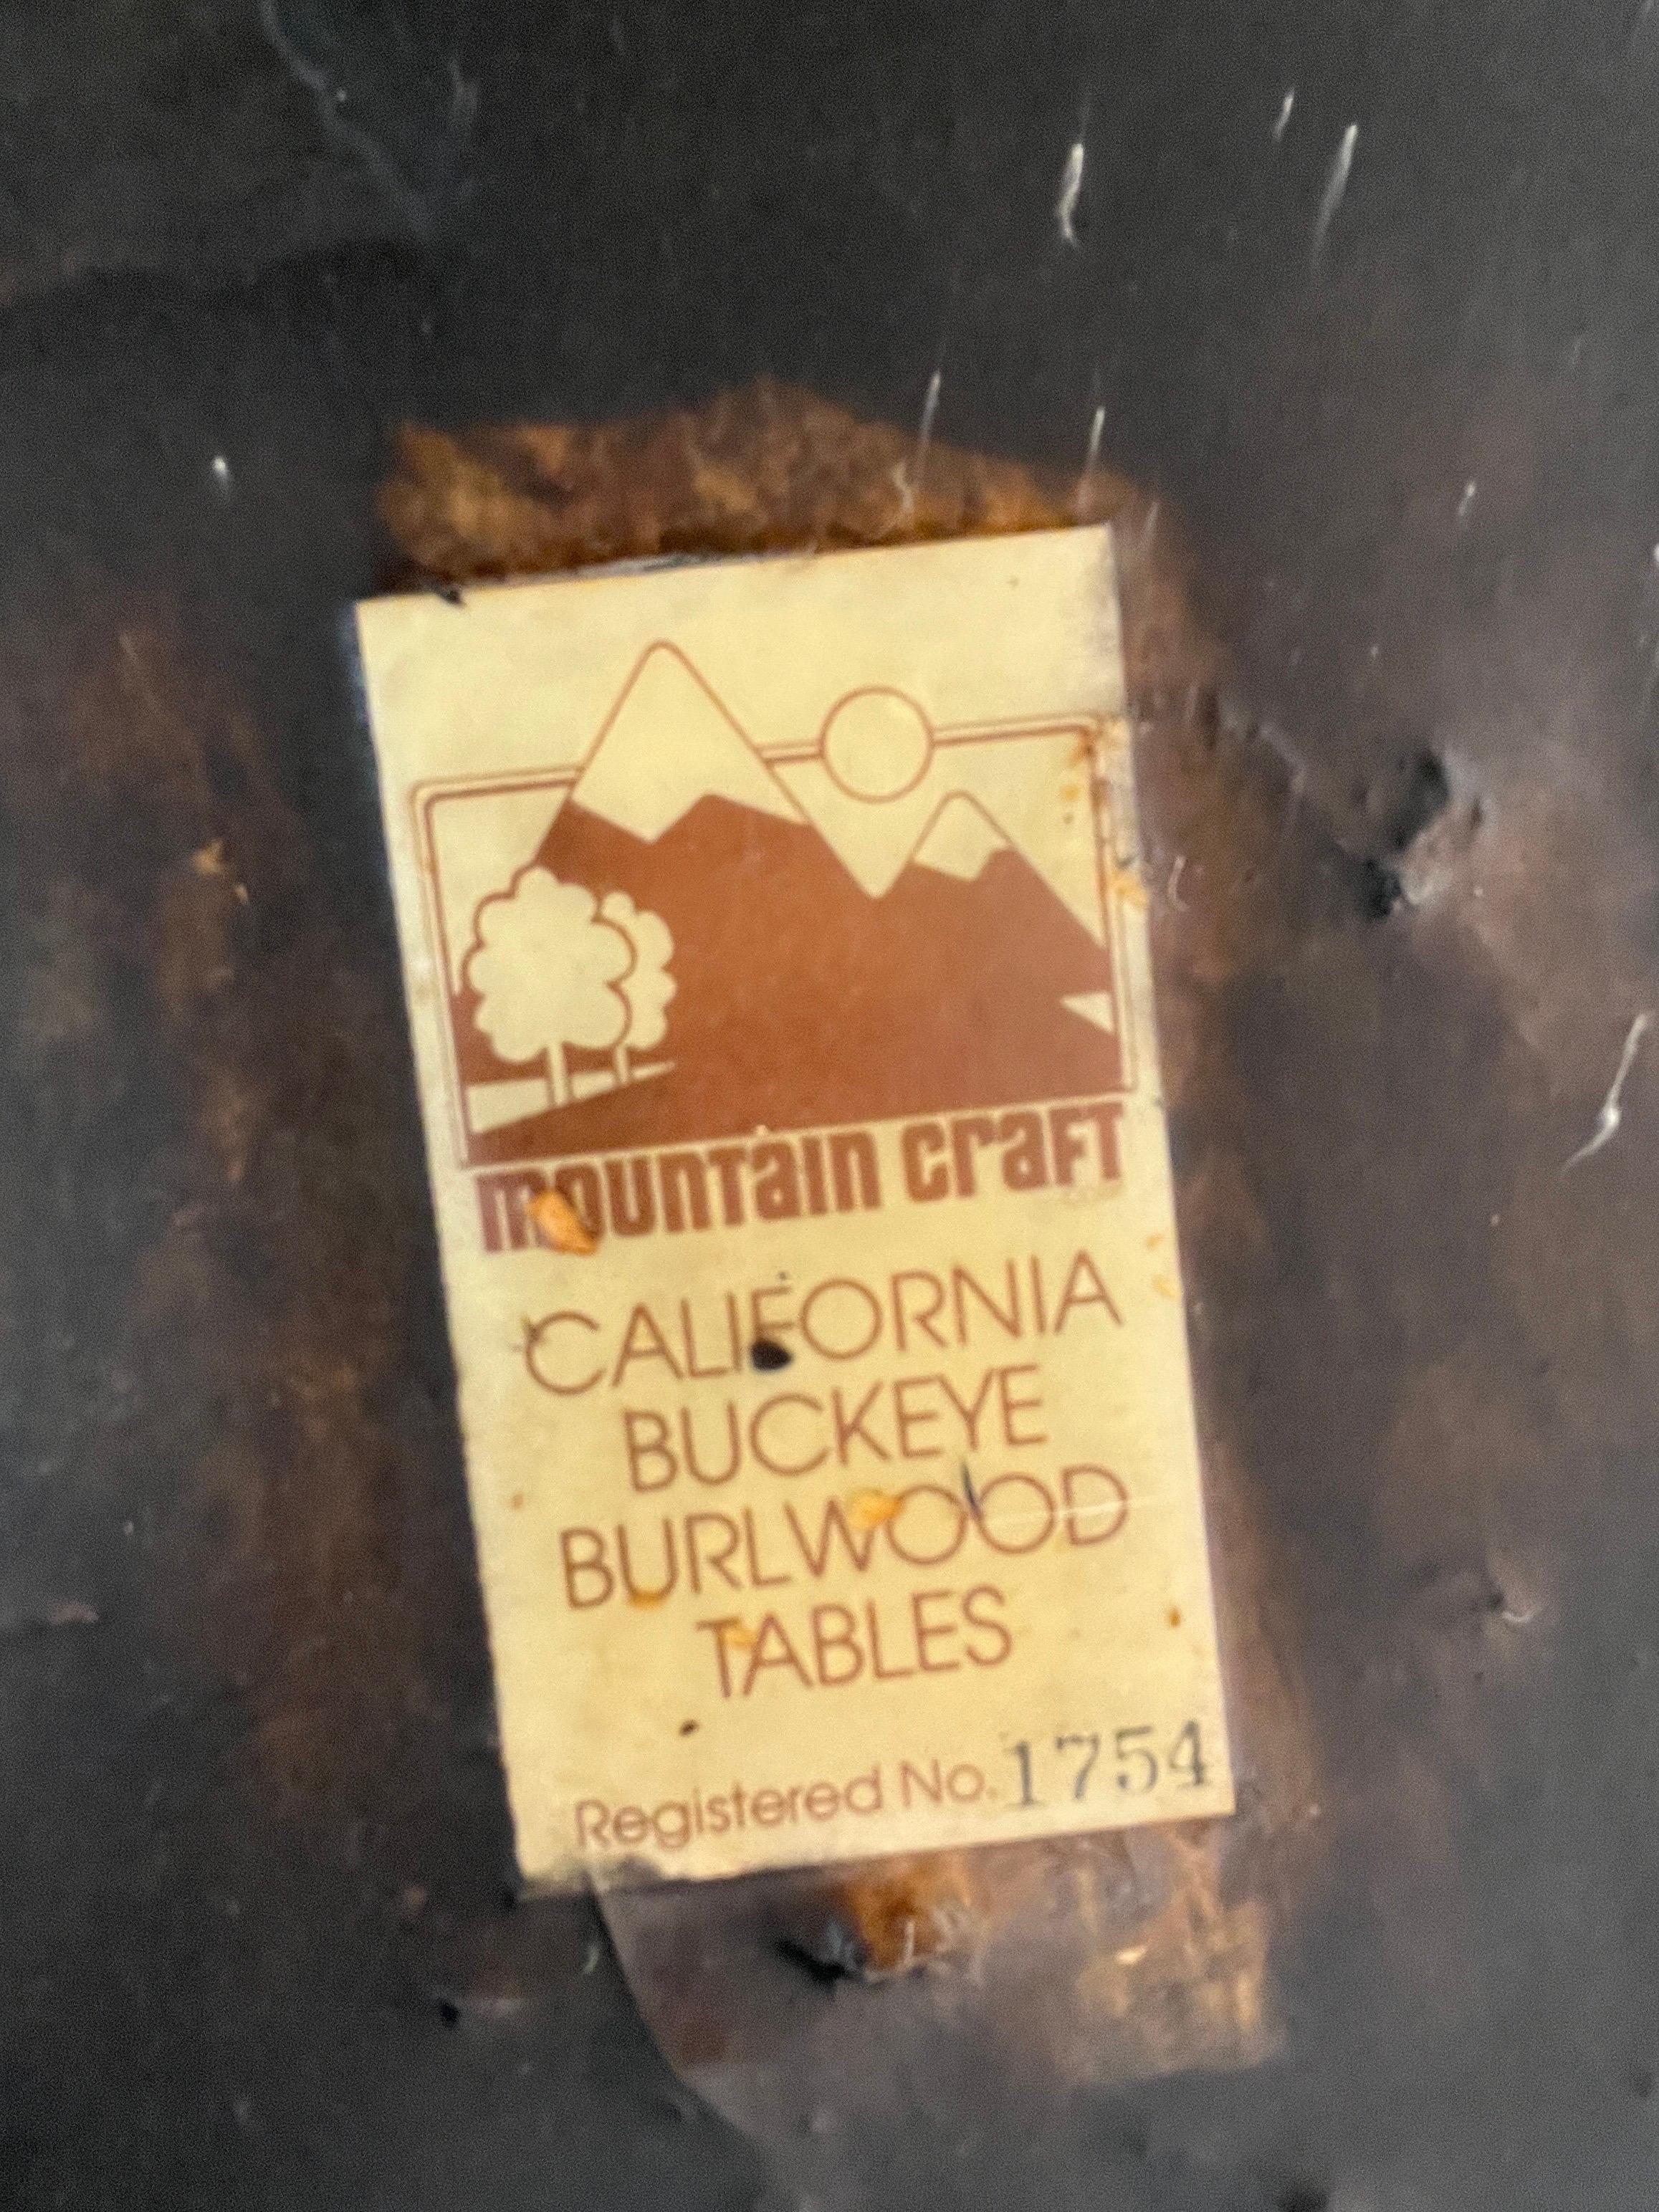 mountain craft
CALIFORNIA
BUCKEYE
BURLWOOD
TABLES
Registered No. 1754